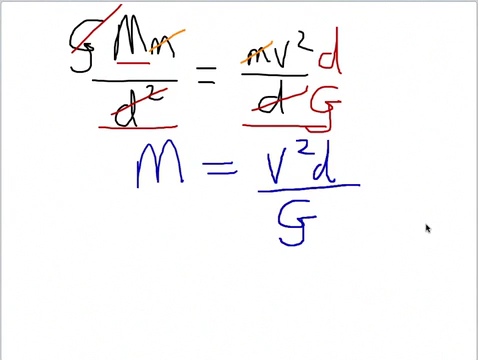 G Mm / d² = mv² d / d G
M = v²d / G